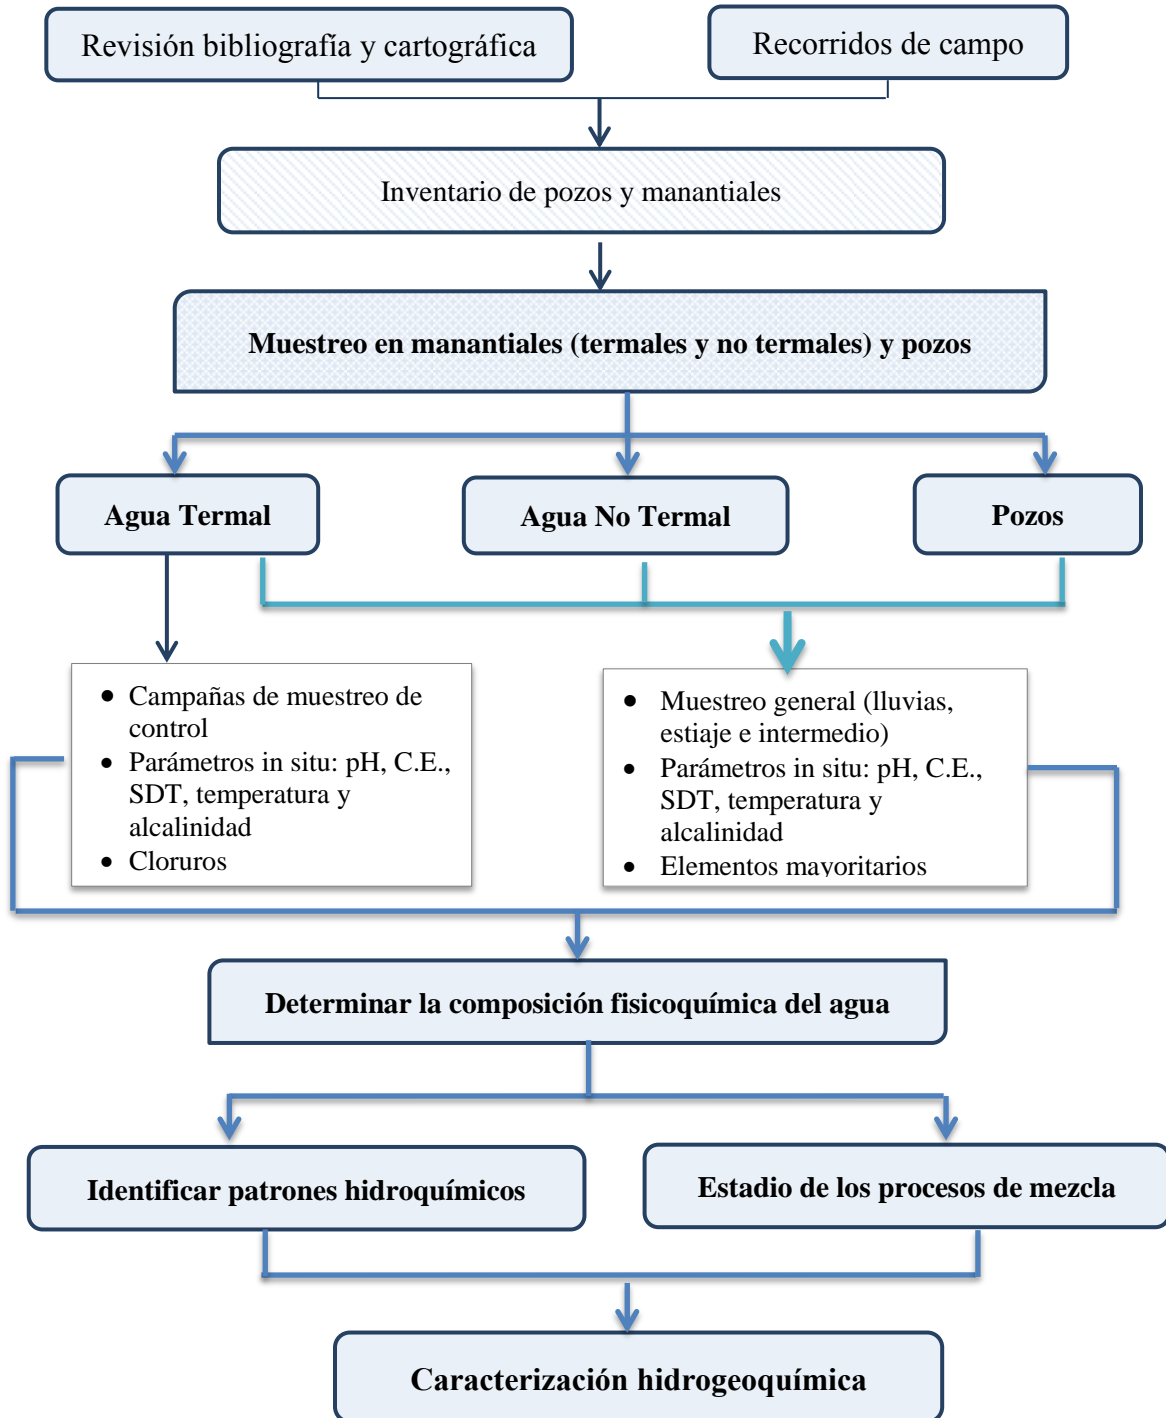 Revisión bibliografía y cartográfica
Recorridos de campo
Inventario de pozos y manantiales
Muestreo en manantiales (termales y no termales) y pozos
Agua Termal
Agua No Termal
Pozos
• Campañas de muestreo de
control
• Parámetros in situ: pH, C.E.,
SDT, temperatura y
alcalinidad
• Cloruros
• Muestreo general (lluvias,
estiaje e intermedio)
• Parámetros in situ: pH, C.E.,
SDT, temperatura y
alcalinidad
• Elementos mayoritarios
Determinar la composición fisicoquímica del agua
Identificar patrones hidroquímicos
Estadio de los procesos de mezcla
Caracterización hidrogeoquímica